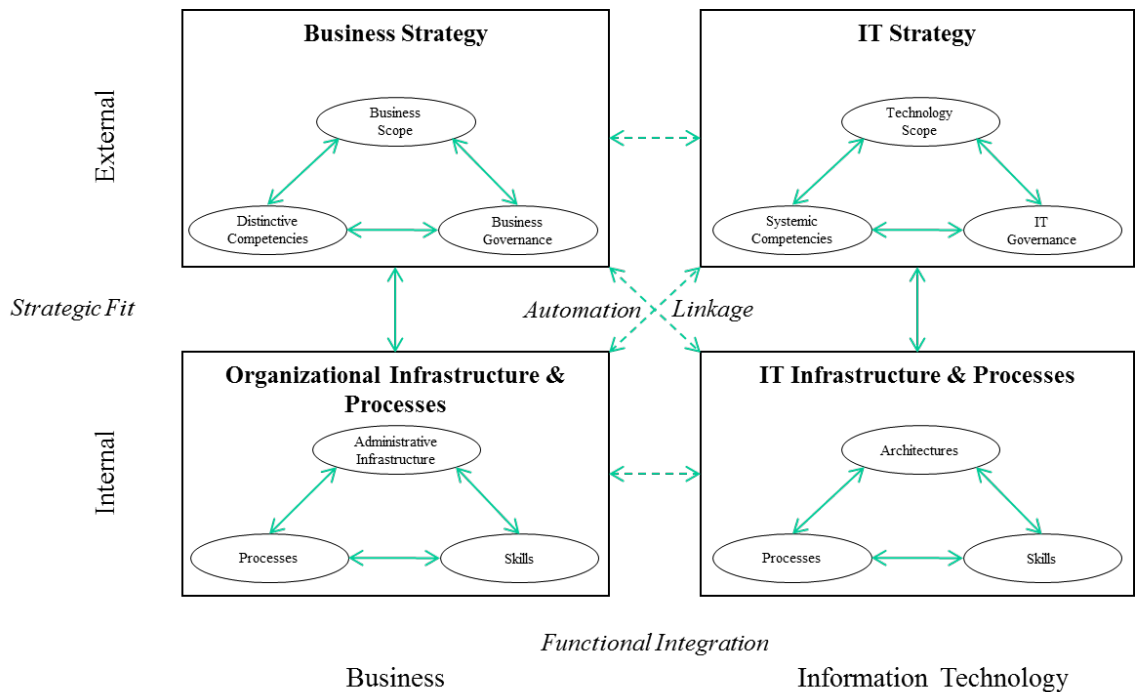 Business Strategy
IT Strategy
External
Business
Scope
Technology
Scope
Distinctive
Competencies
Business
Governance
Systemic
Competencies
IT
Governance
Strategic Fit
Automation
Linkage
Organizational Infrastructure &
Processes
IT Infrastructure & Processes
Internal
Administrative
Infrastructure
Architectures
Processes
Skills
Processes
Skills
Functional Integration
Business
Information Technology